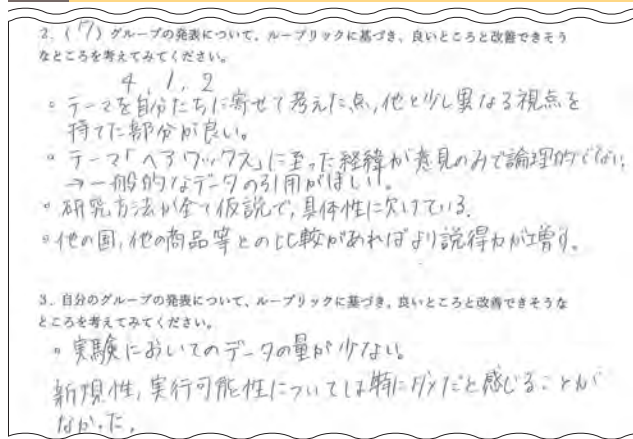 2.（7）グループの発表について、ルーブリックに基づき、良いところと改善できそう
なところを考えてみてください。
4, 1, 2
。テーマを自分たちに寄せて考えた点, 他と少し異なる視点を
持てた部分が良い。
。テーマ「ヘアワックス」に至った経緯が意見のみで論理的でない。
→一般的なデータの引用がほしい。
。研究方法が全て仮説で, 具体性に欠けている.
。他の国, 他の商品等との比較があればより説得力が増す。
3. 自分のグループの発表について、ルーブリックに基づき、良いところと改善できそうな
ところを考えてみてください。
。実験においてのデータの量が少ない。
新規性, 実行可能性については特にダメだと感じることが
なかった.